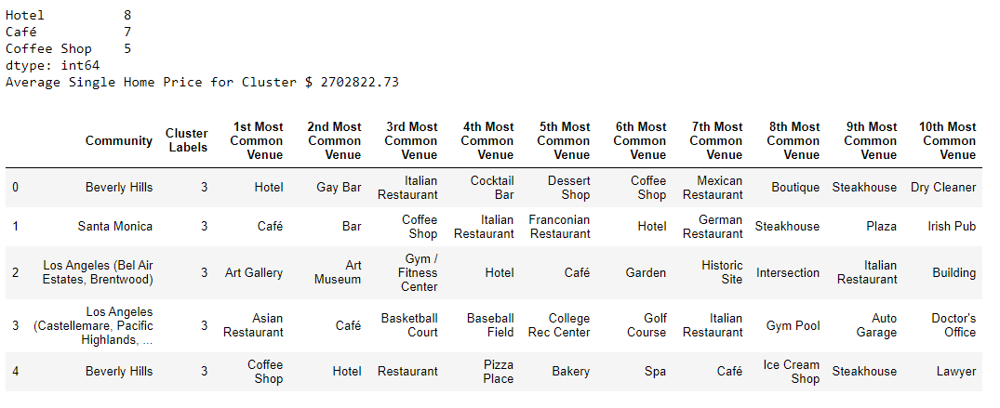 Hotel 8
Café 7
Coffee Shop 5
dtype: int64
Average Single Home Price for Cluster $ 2702822.73
Community Cluster Labels 1st Most Common Venue 2nd Most Common Venue 3rd Most Common Venue 4th Most Common Venue 5th Most Common Venue 6th Most Common Venue 7th Most Common Venue 8th Most Common Venue 9th Most Common Venue 10th Most Common Venue
0 Beverly Hills 3 Hotel Gay Bar Italian Restaurant Cocktail Bar Dessert Shop Coffee Shop Mexican Restaurant Boutique Steakhouse Dry Cleaner
1 Santa Monica 3 Café Bar Coffee Shop Italian Restaurant Franconian Restaurant Hotel German Restaurant Steakhouse Plaza Irish Pub
2 Los Angeles (Bel Air Estates, Brentwood) 3 Art Gallery Art Museum Gym / Fitness Center Hotel Café Garden Historic Site Intersection Italian Restaurant Building
3 Los Angeles (Castellemare, Pacific Highlands, ... 3 Asian Restaurant Café Basketball Court Baseball Field College Rec Center Golf Course Italian Restaurant Gym Pool Auto Garage Doctor's Office
4 Beverly Hills 3 Coffee Shop Hotel Restaurant Pizza Place Bakery Spa Café Ice Cream Shop Steakhouse Lawyer